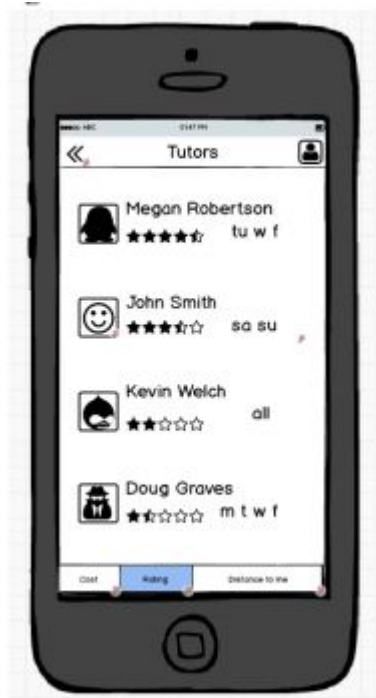 Tutors
Megan Robertson
tu w f
John Smith
sa su
Kevin Welch
all
Doug Graves
m t w f
Cost Rating Distance to me